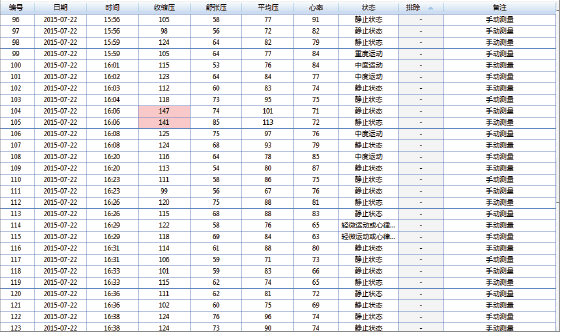 编号 日期 时间 收缩压 舒张压 平均压 心率 状态 排除 备注
96 2015-07-22 15:56 105 58 77 91 静止状态 - 手动测量
97 2015-07-22 15:56 98 56 72 82 静止状态 - 手动测量
98 2015-07-22 15:59 124 64 82 79 静止状态 - 手动测量
99 2015-07-22 15:59 105 64 77 84 重度运动 - 手动测量
100 2015-07-22 16:01 115 53 76 84 中度运动 - 手动测量
101 2015-07-22 16:02 123 64 84 77 中度运动 - 手动测量
102 2015-07-22 16:03 112 60 83 74 静止状态 - 手动测量
103 2015-07-22 16:04 118 73 95 75 静止状态 - 手动测量
104 2015-07-22 16:06 147 74 101 71 静止状态 - 手动测量
105 2015-07-22 16:06 141 85 113 72 静止状态 - 手动测量
106 2015-07-22 16:08 125 75 97 76 中度运动 - 手动测量
107 2015-07-22 16:08 124 68 93 79 静止状态 - 手动测量
108 2015-07-22 16:20 116 64 78 85 中度运动 - 手动测量
109 2015-07-22 16:20 113 54 80 87 静止状态 - 手动测量
110 2015-07-22 16:23 111 58 86 75 静止状态 - 手动测量
111 2015-07-22 16:23 99 56 67 76 静止状态 - 手动测量
112 2015-07-22 16:26 120 75 88 81 静止状态 - 手动测量
113 2015-07-22 16:26 115 68 88 83 静止状态 - 手动测量
114 2015-07-22 16:29 122 58 76 65 轻微运动或心律... - 手动测量
115 2015-07-22 16:29 118 69 84 63 轻微运动或心律... - 手动测量
116 2015-07-22 16:31 114 61 88 80 静止状态 - 手动测量
117 2015-07-22 16:31 106 59 71 73 静止状态 - 手动测量
118 2015-07-22 16:33 101 59 83 66 静止状态 - 手动测量
119 2015-07-22 16:33 115 62 74 65 静止状态 - 手动测量
120 2015-07-22 16:36 111 62 81 72 静止状态 - 手动测量
121 2015-07-22 16:36 102 60 75 69 静止状态 - 手动测量
122 2015-07-22 16:38 124 76 96 74 静止状态 - 手动测量
123 2015-07-22 16:38 124 73 90 74 静止状态 - 手动测量